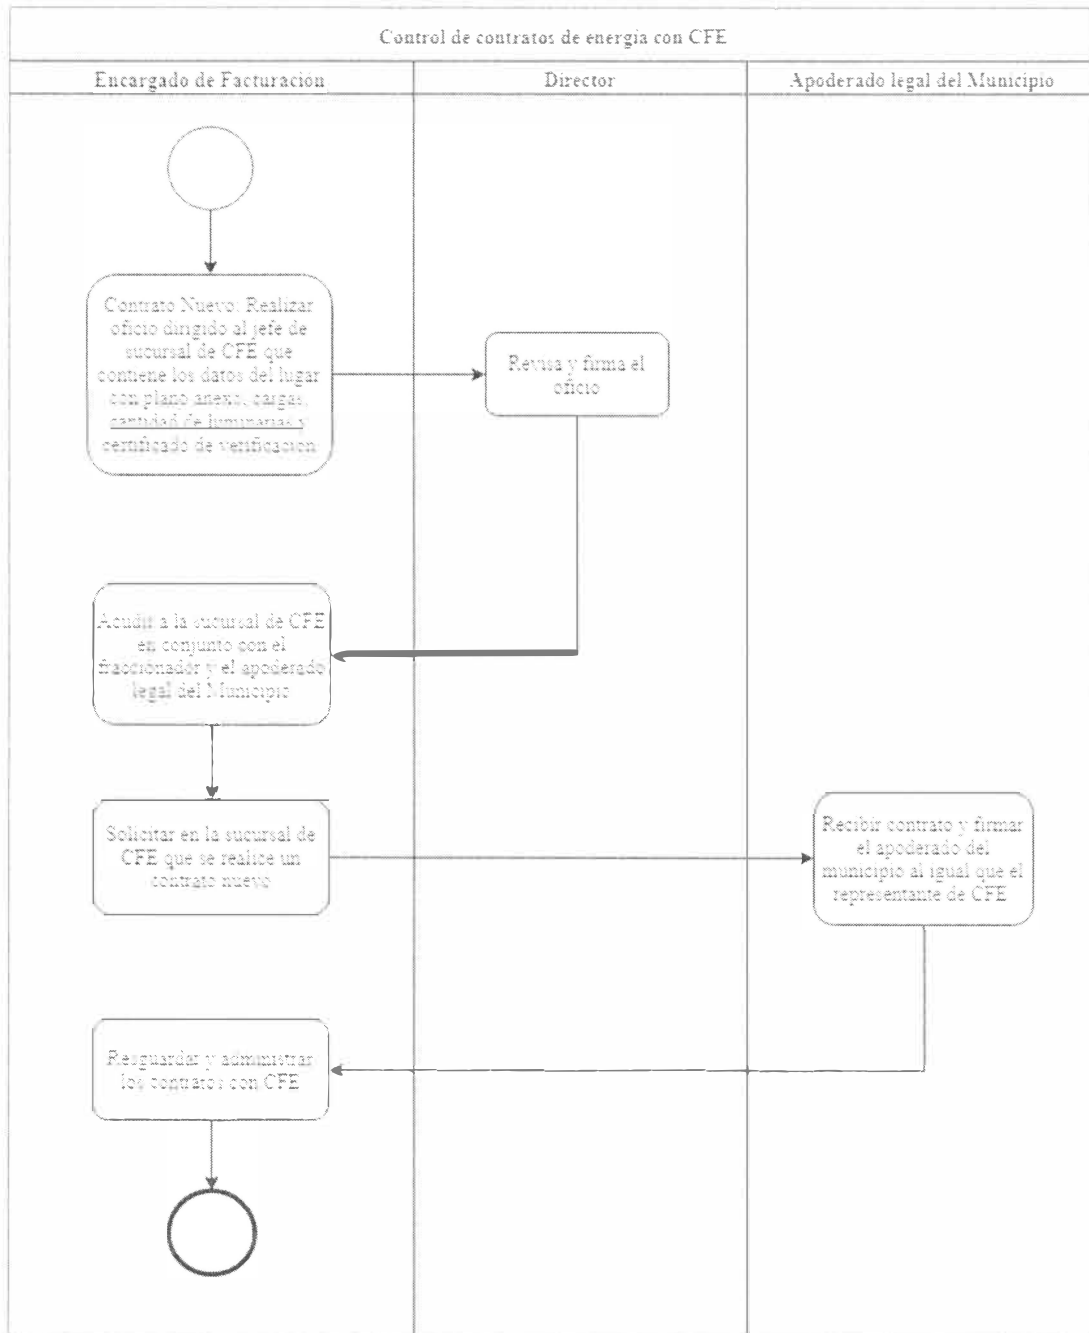 Control de contratos de energia con CFE
Encargado de Facturacion
Director
Apoderado legal del Municipio
Contrato Nuevo. Realizar
oficio dirigido al jefe de
sucursal de CFE que
contiene los datos del lugar
con plano anexo, cargas,
cantidad de luminarias y
certificado de verificacion
Revisa y firma el
oficio
Acudir a la sucursal de CFE
en conjunto con el
fraccionador y el apoderado
legal del Municipio
Solicitar en la sucursal de
CFE que se realice un
contrato nuevo
Recibir contrato y firmar
el apoderado del
municipio al igual que el
representante de CFE
Resguardar y administrar
los contratos con CFE